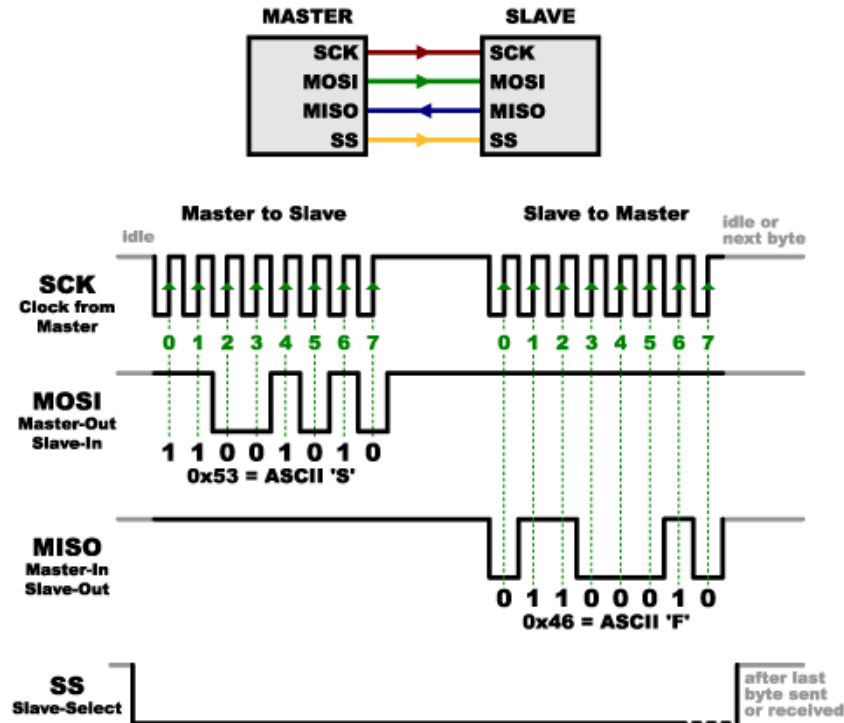 MASTER SLAVE
SCK SCK
MOSI MOSI
MISO MISO
SS SS
Master to Slave Slave to Master
idle
idle or
next byte
SCK
Clock from
Master
0 1 2 3 4 5 6 7 0 1 2 3 4 5 6 7
MOSI
Master-Out
Slave-In
1 1 0 0 1 0 1 0
0x53 = ASCII 'S'
MISO
Master-In
Slave-Out
0 1 1 0 0 0 1 0
0x46 = ASCII 'F'
SS
Slave-Select
after last
byte sent
or received